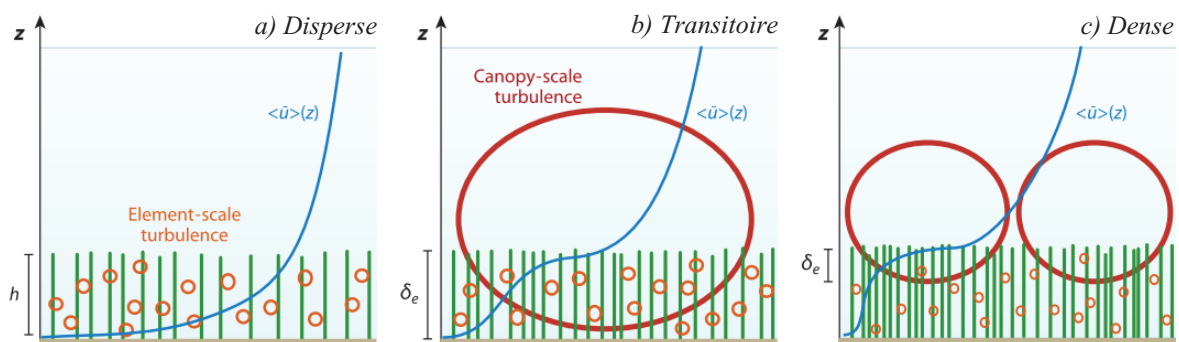 a) Disperse
z
<ū>(z)
Element-scale
turbulence
h
b) Transitoire
z
Canopy-scale
turbulence
<ū>(z)
δe
c) Dense
z
<ū>(z)
δe